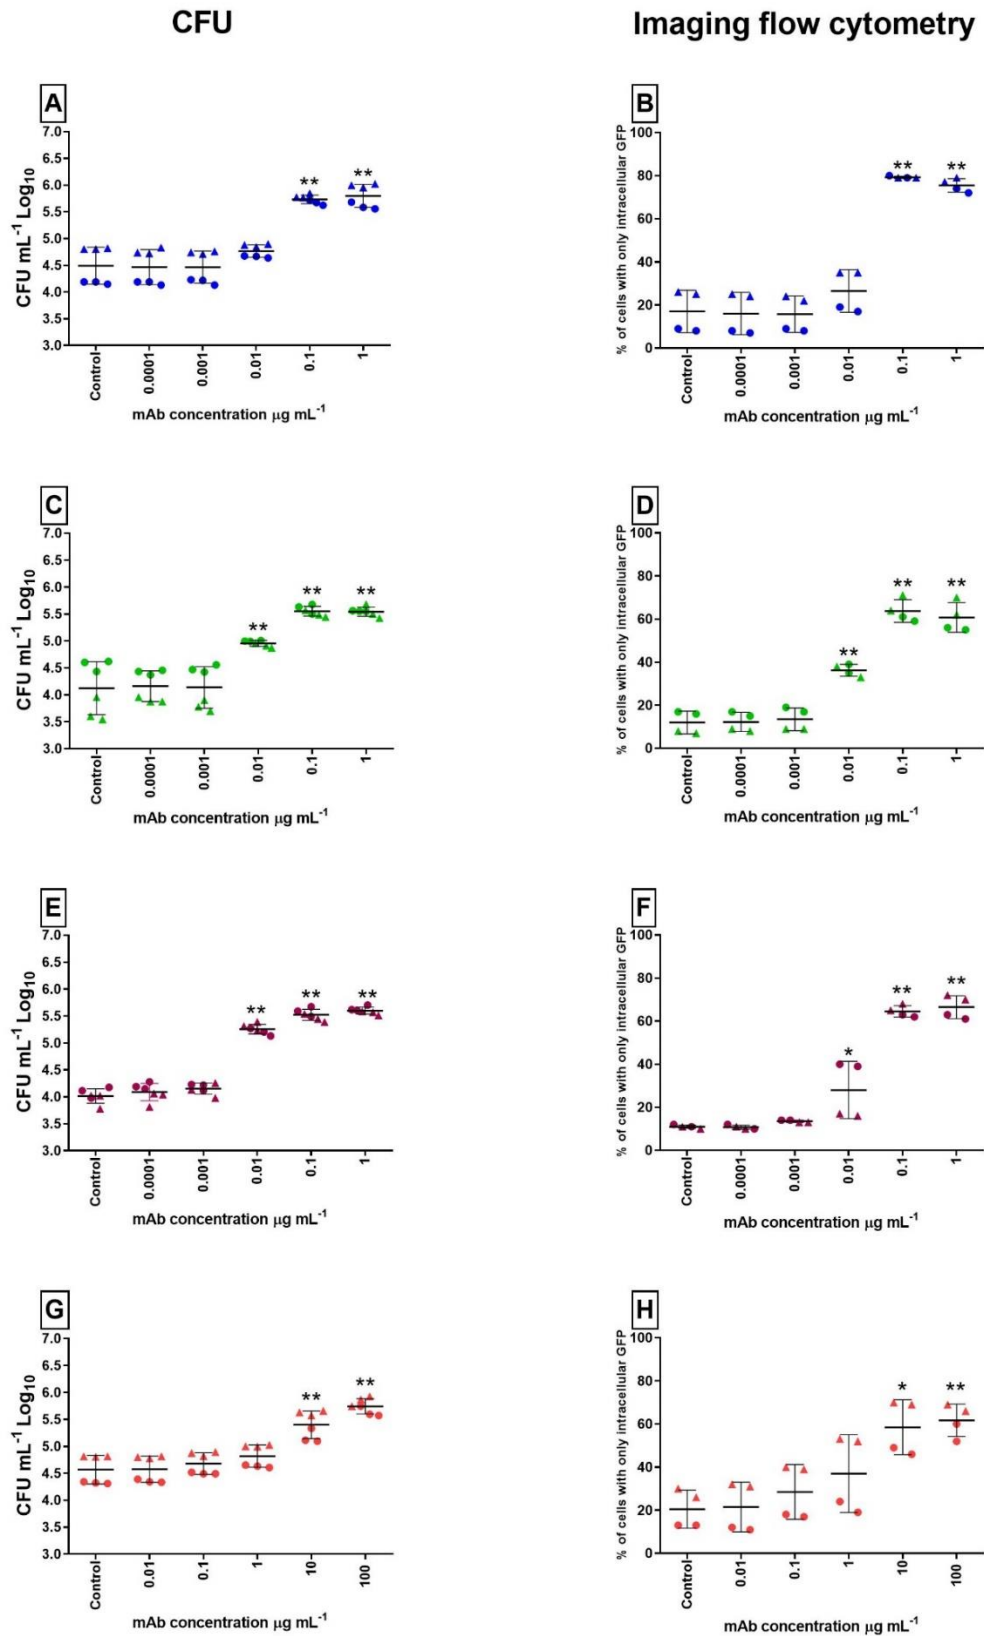 CFU
Imaging flow cytometry
A
CFU mL⁻¹ Log₁₀
7.0
6.5
6.0
5.5
5.0
4.5
4.0
3.5
3.0
** **
Control 0.0001 0.001 0.01 0.1 1
mAb concentration µg mL⁻¹
B
% of cells with only intracellular GFP
100
80
60
40
20
0
** **
Control 0.0001 0.001 0.01 0.1 1
mAb concentration µg mL⁻¹
C
CFU mL⁻¹ Log₁₀
7.0
6.5
6.0
5.5
5.0
4.5
4.0
3.5
3.0
** ** **
Control 0.0001 0.001 0.01 0.1 1
mAb concentration µg mL⁻¹
D
% of cells with only intracellular GFP
100
80
60
40
20
0
** ** **
Control 0.0001 0.001 0.01 0.1 1
mAb concentration µg mL⁻¹
E
CFU mL⁻¹ Log₁₀
7.0
6.5
6.0
5.5
5.0
4.5
4.0
3.5
3.0
** ** **
Control 0.0001 0.001 0.01 0.1 1
mAb concentration µg mL⁻¹
F
% of cells with only intracellular GFP
100
80
60
40
20
0
* ** **
Control 0.0001 0.001 0.01 0.1 1
mAb concentration µg mL⁻¹
G
CFU mL⁻¹ Log₁₀
7.0
6.5
6.0
5.5
5.0
4.5
4.0
3.5
3.0
** **
Control 0.01 0.1 1 10 100
mAb concentration µg mL⁻¹
H
% of cells with only intracellular GFP
100
80
60
40
20
0
* **
Control 0.01 0.1 1 10 100
mAb concentration µg mL⁻¹